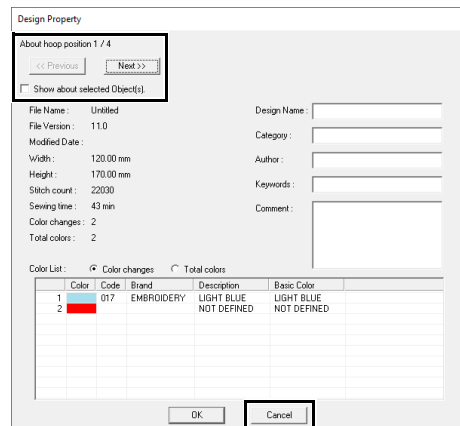 Design Property
About hoop position 1 / 4
<< Previous Next >>
Show about selected Object(s).
File Name : Untitled Design Name :
File Version : 11.0
Modified Date : Category :
Width : 120.00 mm Author :
Height : 170.00 mm
Stitch count : 22030 Keywords :
Sewing time : 43 min
Color changes : 2 Comment :
Total colors : 2
Color List : Color changes Total colors
Color Code Brand Description Basic Color
1 017 EMBROIDERY LIGHT BLUE LIGHT BLUE
2 NOT DEFINED NOT DEFINED
OK Cancel